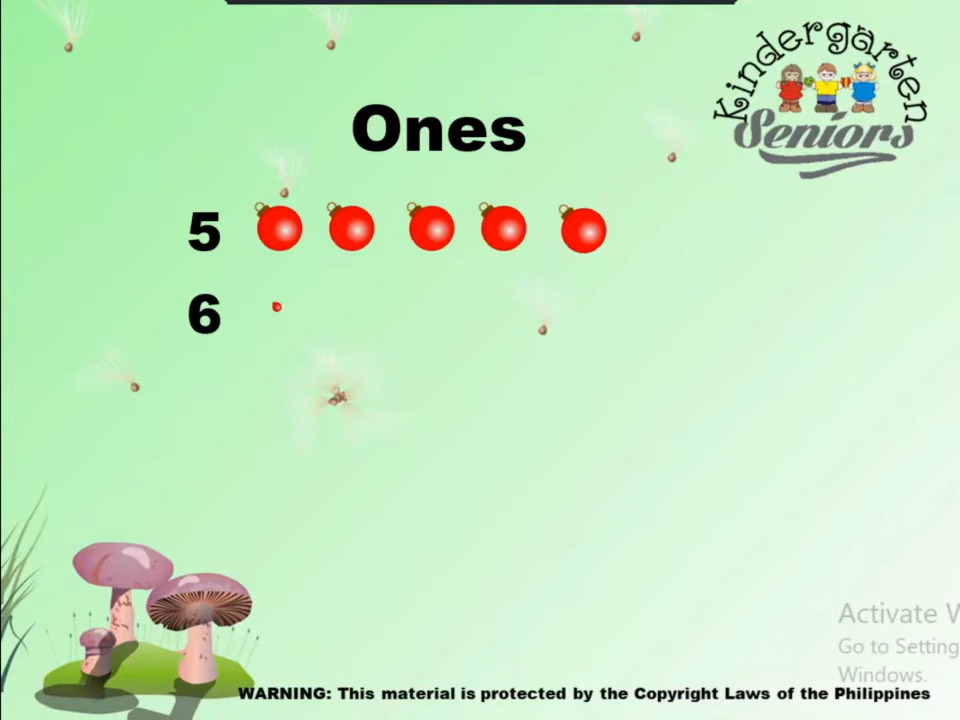 Kindergarten
Seniors
Ones
5
6
Activate W
Go to Setting
Windows.
WARNING: This material is protected by the Copyright Laws of the Philippines